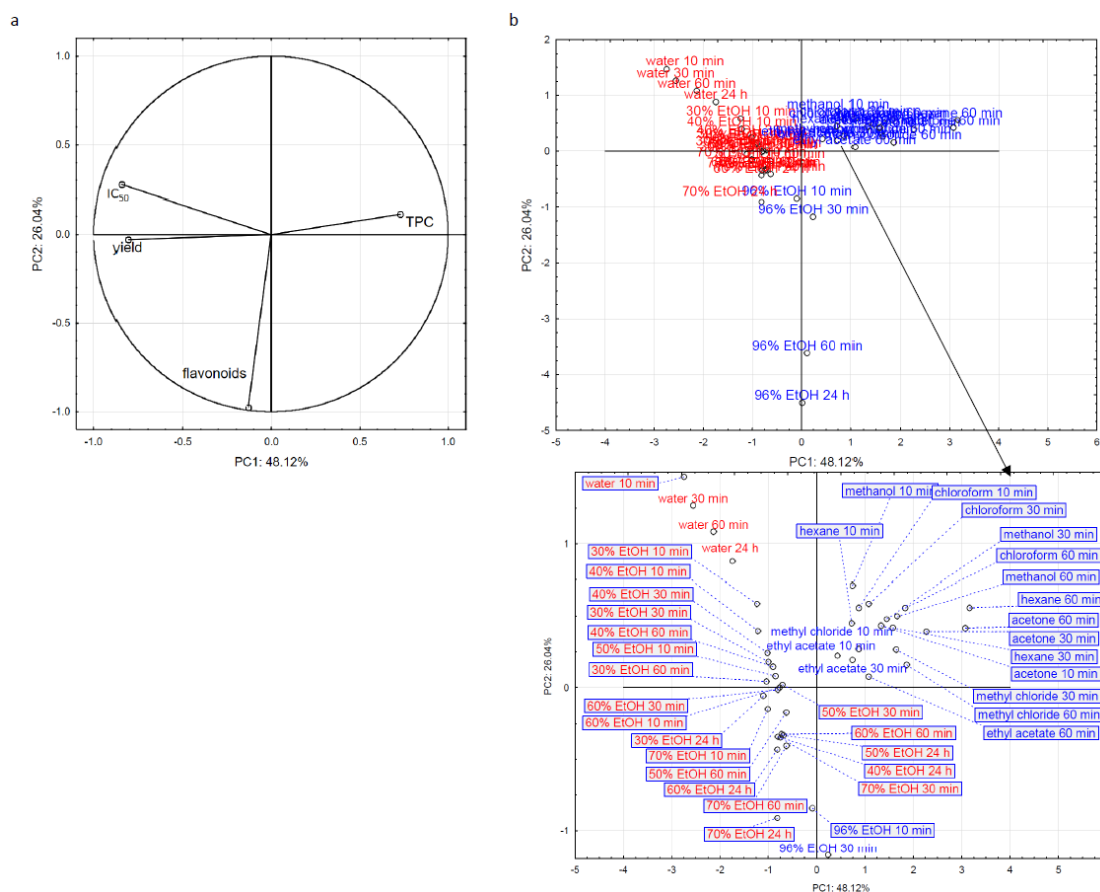 a
1.0
0.5
0.0
-0.5
-1.0
PC2: 26.04%
IC50
yield
TPC
flavonoids
-1.0
-0.5
0.0
0.5
1.0
PC1: 48.12%
b
2
1
0
-1
-2
-3
-4
-5
PC2: 26.04%
water 10 min
water 30 min
water 60 min
water 24 h
30% EtOH 10 min
40% EtOH 10 min
methanol 10 min
70% EtOH 24 h
96% EtOH 10 min
96% EtOH 30 min
96% EtOH 60 min
96% EtOH 24 h
-5
-4
-3
-2
-1
0
1
2
3
4
5
6
PC1: 48.12%
1
0
-1
PC2: 26.04%
water 10 min
water 30 min
water 60 min
water 24 h
30% EtOH 10 min
40% EtOH 10 min
40% EtOH 30 min
30% EtOH 30 min
40% EtOH 60 min
50% EtOH 10 min
30% EtOH 60 min
60% EtOH 30 min
60% EtOH 10 min
30% EtOH 24 h
70% EtOH 10 min
50% EtOH 60 min
60% EtOH 24 h
70% EtOH 60 min
70% EtOH 24 h
methanol 10 min
hexane 10 min
chloroform 10 min
chloroform 30 min
methanol 30 min
chloroform 60 min
methanol 60 min
hexane 60 min
acetone 60 min
acetone 30 min
hexane 30 min
acetone 10 min
methyl chloride 10 min
ethyl acetate 10 min
ethyl acetate 30 min
methyl chloride 30 min
methyl chloride 60 min
ethyl acetate 60 min
50% EtOH 30 min
60% EtOH 60 min
50% EtOH 24 h
40% EtOH 24 h
70% EtOH 30 min
96% EtOH 10 min
96% EtOH 30 min
-5
-4
-3
-2
-1
0
1
2
3
4
5
6
PC1: 48.12%